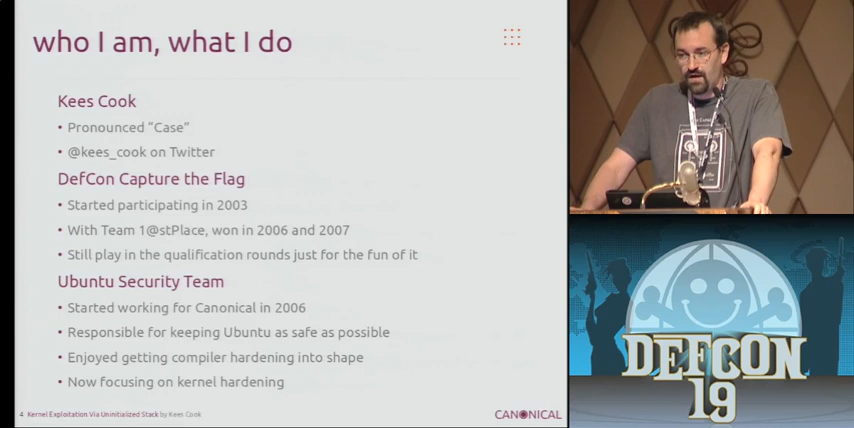 who I am, what I do
Kees Cook
• Pronounced “Case”
• @kees_cook on Twitter
DefCon Capture the Flag
• Started participating in 2003
• With Team 1@stPlace, won in 2006 and 2007
• Still play in the qualification rounds just for the fun of it
Ubuntu Security Team
• Started working for Canonical in 2006
• Responsible for keeping Ubuntu as safe as possible
• Enjoyed getting compiler hardening into shape
• Now focusing on kernel hardening
4 Kernel Exploitation Via Uninitialized Stack by Kees Cook
CANONICAL
DEFCON
19